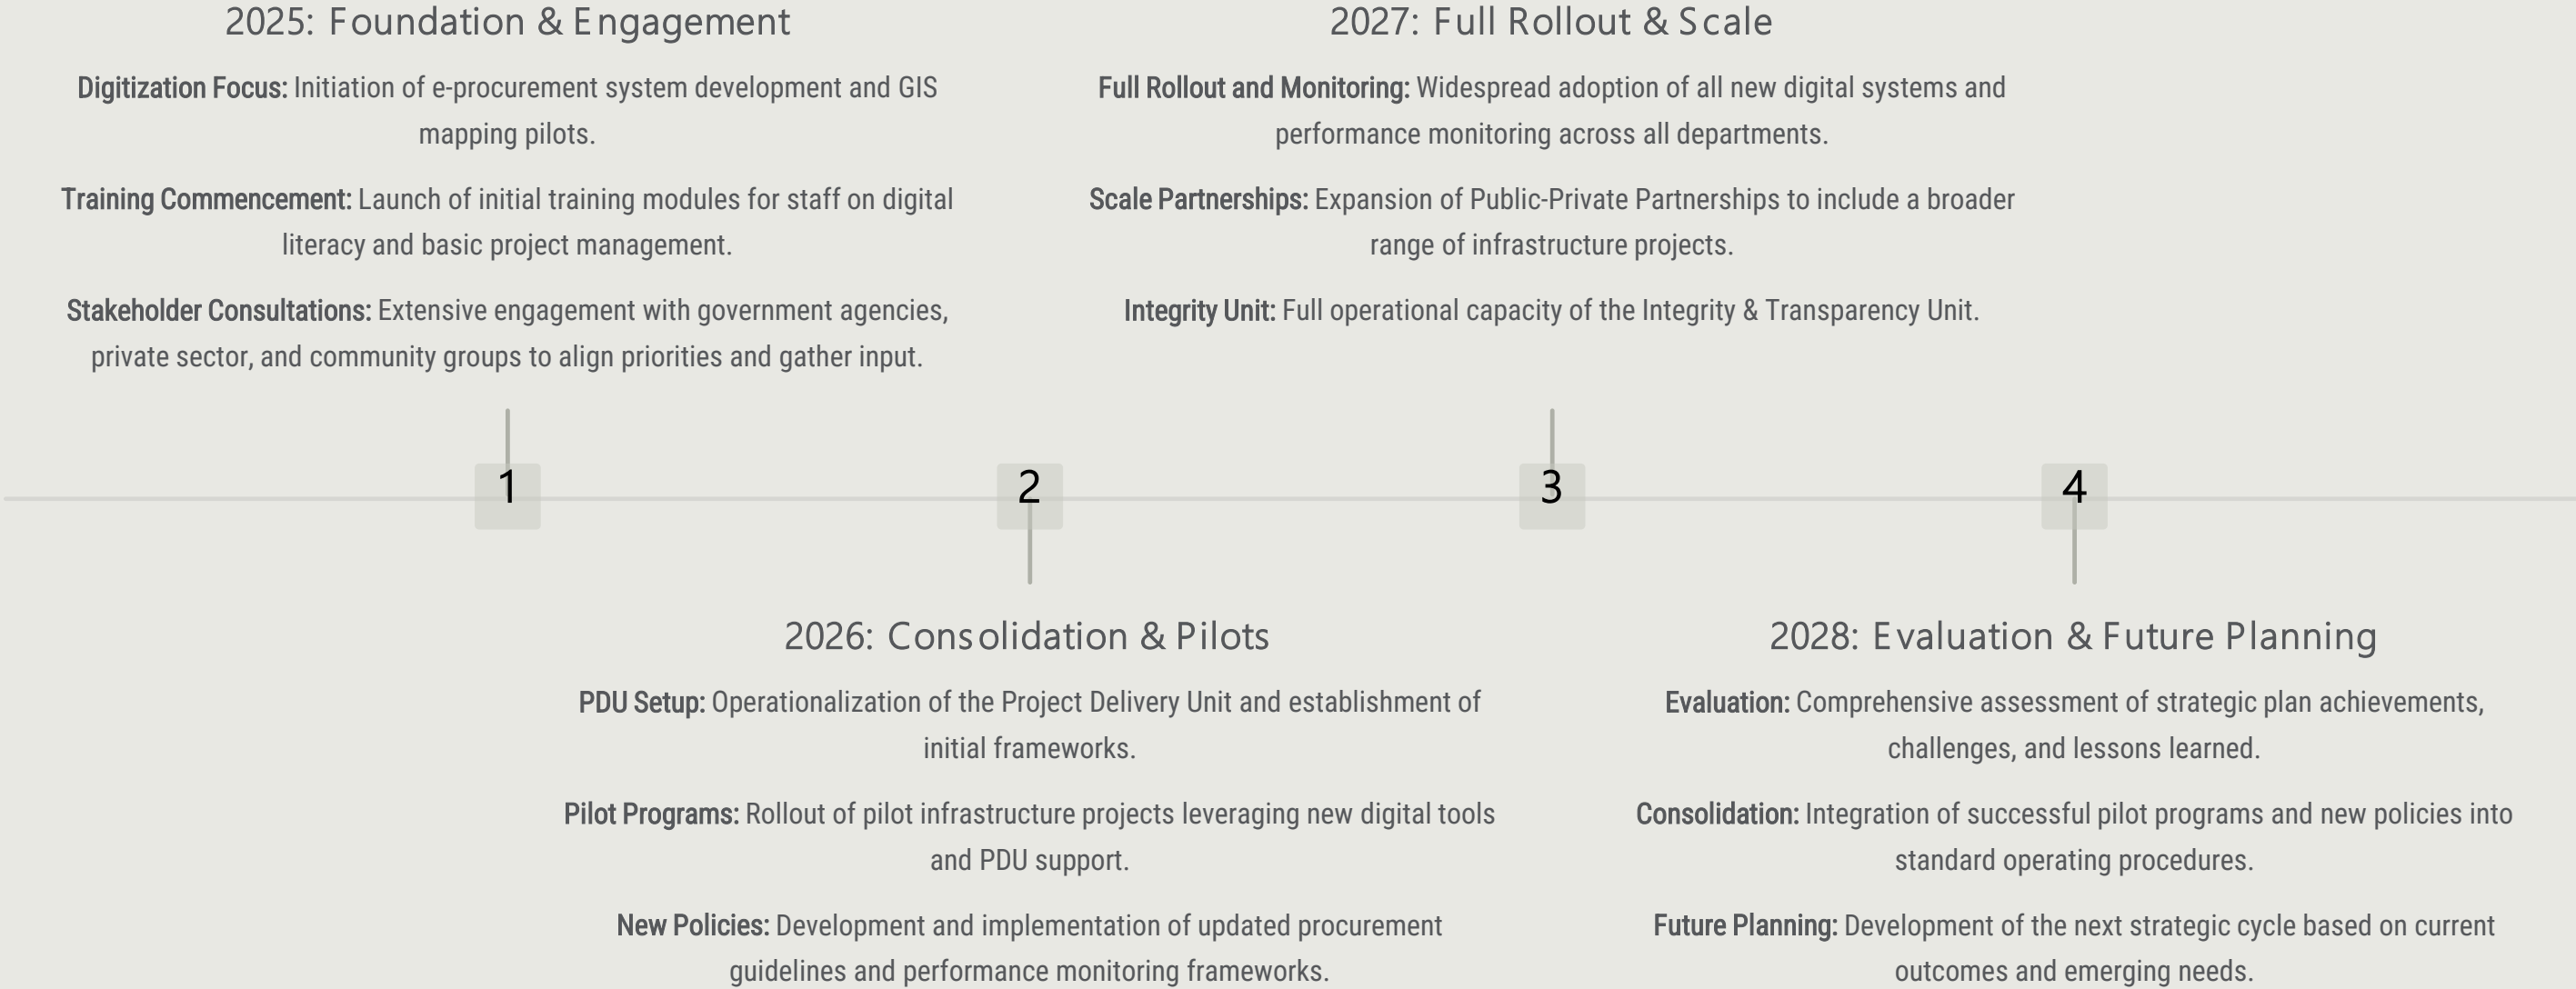 2025: Foundation & Engagement
Digitization Focus: Initiation of e-procurement system development and GIS
mapping pilots.
Training Commencement: Launch of initial training modules for staff on digital
literacy and basic project management.
Stakeholder Consultations: Extensive engagement with government agencies,
private sector, and community groups to align priorities and gather input.
2027: Full Rollout & Scale
Full Rollout and Monitoring: Widespread adoption of all new digital systems and
performance monitoring across all departments.
Scale Partnerships: Expansion of Public-Private Partnerships to include a broader
range of infrastructure projects.
Integrity Unit: Full operational capacity of the Integrity & Transparency Unit.
1
2
3
4
2026: Consolidation & Pilots
PDU Setup: Operationalization of the Project Delivery Unit and establishment of
initial frameworks.
Pilot Programs: Rollout of pilot infrastructure projects leveraging new digital tools
and PDU support.
New Policies: Development and implementation of updated procurement
guidelines and performance monitoring frameworks.
2028: Evaluation & Future Planning
Evaluation: Comprehensive assessment of strategic plan achievements,
challenges, and lessons learned.
Consolidation: Integration of successful pilot programs and new policies into
standard operating procedures.
Future Planning: Development of the next strategic cycle based on current
outcomes and emerging needs.